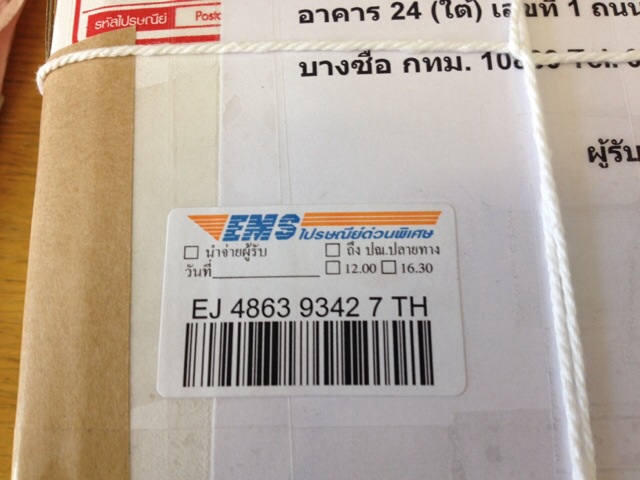 รหัสไปรษณีย์
อาคาร 24 (ใต้) เลขที่ 1 ถนน
บางซื่อ กทม. 10800 Tel. 0
ผู้รับ
EMS ไปรษณีย์ด่วนพิเศษ
นำจ่ายผู้รับ ถึง ปณ.ปลายทาง
วันที่ 12.00 16.30
EJ 4863 9342 7 TH